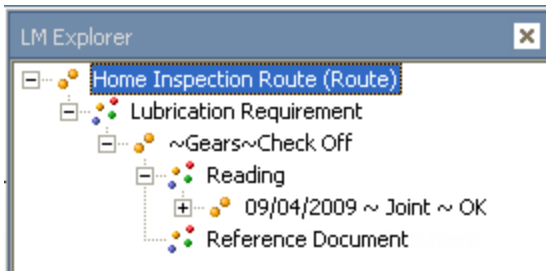 LM Explorer
Home Inspection Route (Route)
Lubrication Requirement
~Gears~Check Off
Reading
09/04/2009 ~ Joint ~ OK
Reference Document